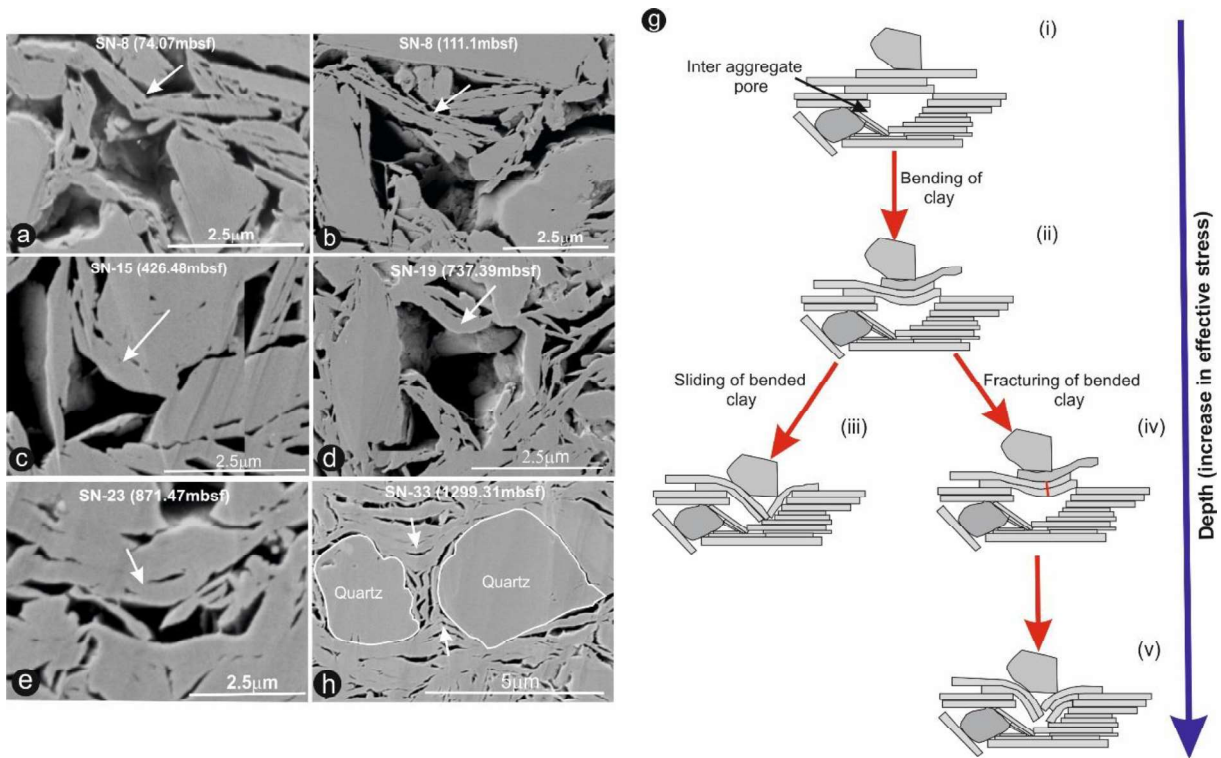 SN-8 (74.07mbsf)
a
2.5µm
SN-8 (111.1mbsf)
b
2.5µm
SN-15 (426.48mbsf)
c
2.5µm
SN-19 (737.39mbsf)
d
2.5µm
SN-23 (871.47mbsf)
e
2.5µm
SN-33 (1299.31mbsf)
Quartz
Quartz
h
5µm
g
(i)
Inter aggregate
pore
Bending of
clay
(ii)
Sliding of bended
clay
Fracturing of bended
clay
(iii)
(iv)
(v)
Depth (increase in effective stress)